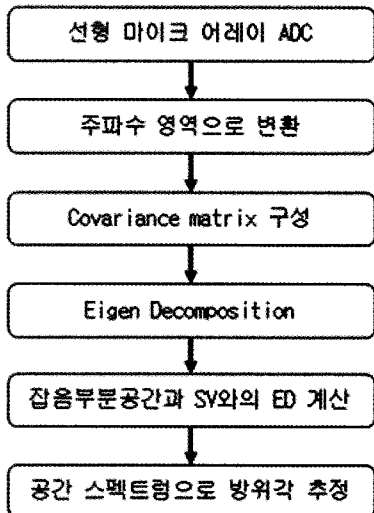 선형 마이크 어레이 ADC
주파수 영역으로 변환
Covariance matrix 구성
Eigen Decomposition
잡음부분공간과 SV와의 ED 계산
공간 스펙트럼으로 방위각 추정